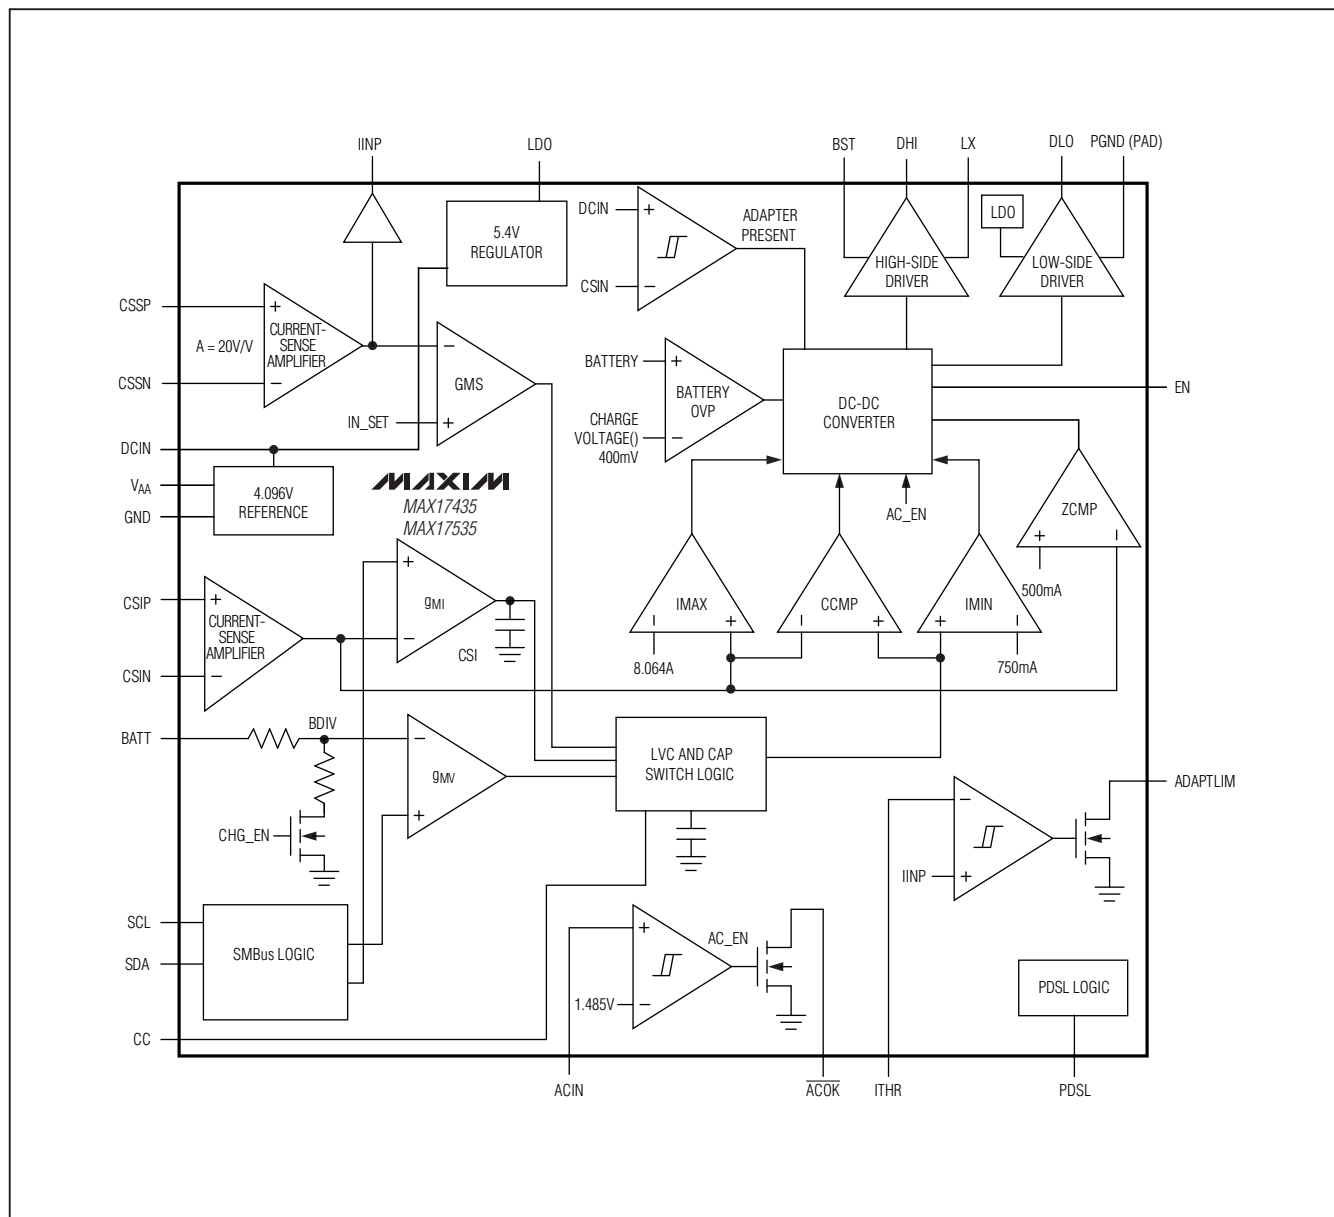 IINP
LDO
BST
DHI
LX
DLO
PGND (PAD)
5.4V
REGULATOR
DCIN
+
CSIN
−
ADAPTER
PRESENT
HIGH-SIDE
DRIVER
LDO
LOW-SIDE
DRIVER
CSSP
+
A = 20V/V
CURRENT-
SENSE
AMPLIFIER
CSSN
−
−
GMS
IN_SET
+
BATTERY
+
BATTERY
OVP
CHARGE
VOLTAGE()
400mV
−
DC-DC
CONVERTER
EN
DCIN
VAA
GND
4.096V
REFERENCE
MAXIM
MAX17435
MAX17535
AC_EN
ZCMP
+
−
500mA
CSIP
+
CURRENT-
SENSE
AMPLIFIER
CSIN
−
+
gMI
−
CSI
IMAX
−
+
8.064A
CCMP
−
+
IMIN
+
−
750mA
BATT
BDIV
−
gMV
+
CHG_EN
LVC AND CAP
SWITCH LOGIC
−
IINP
+
ADAPTLIM
SCL
SDA
SMBus LOGIC
+
1.485V
−
AC_EN
PDSL LOGIC
CC
ACIN
ACOK
ITHR
PDSL